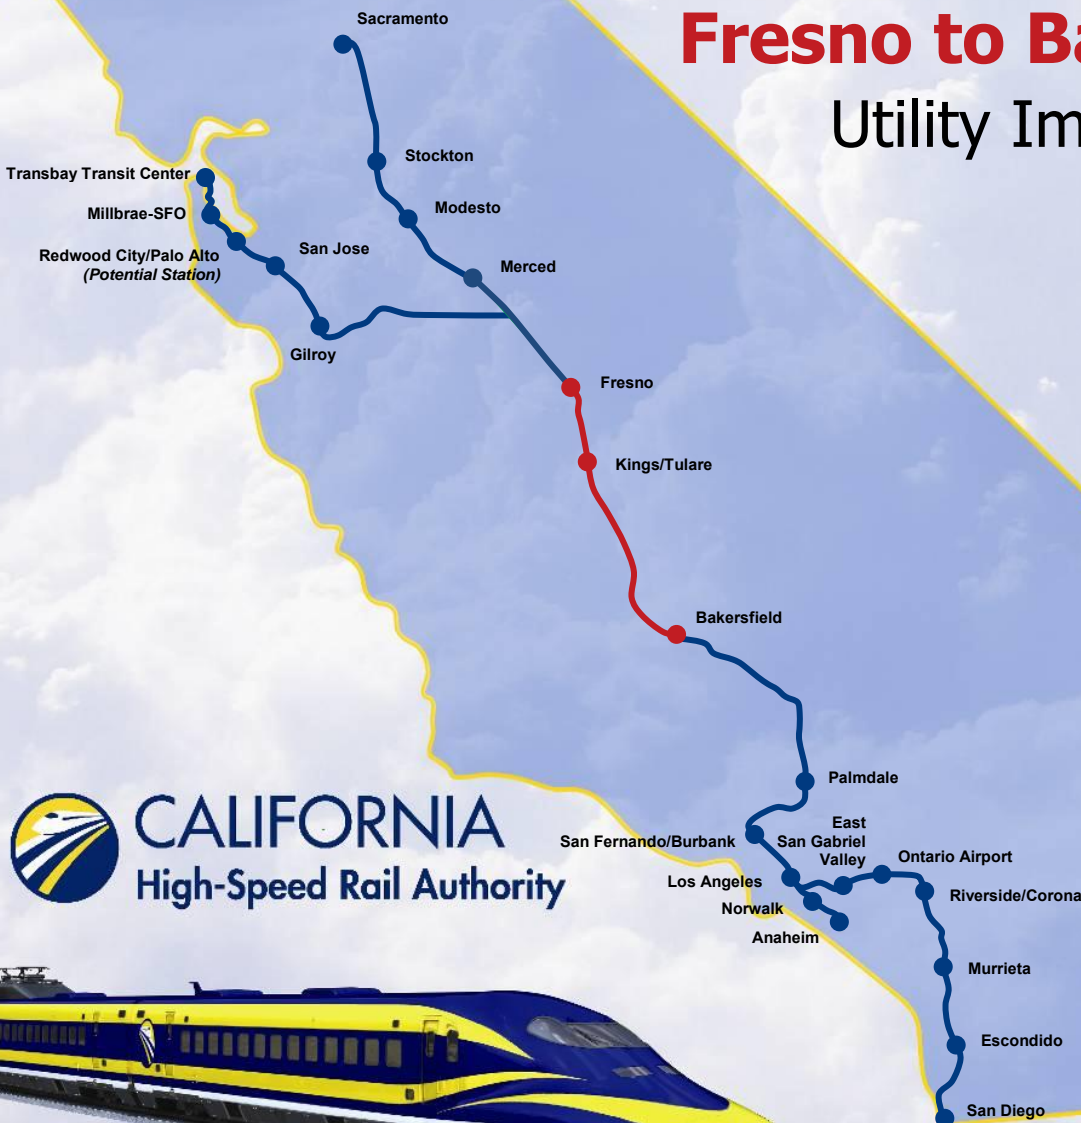 Sacramento
Fresno to Ba
Utility Im
Stockton
Transbay Transit Center
Modesto
Millbrae-SFO
San Jose
Redwood City/Palo Alto
(Potential Station)
Merced
Gilroy
Fresno
Kings/Tulare
Bakersfield
Palmdale
CALIFORNIA
High-Speed Rail Authority
San Fernando/Burbank
East
San Gabriel
Valley
Ontario Airport
Los Angeles
Riverside/Corona
Norwalk
Anaheim
Murrieta
Escondido
San Diego